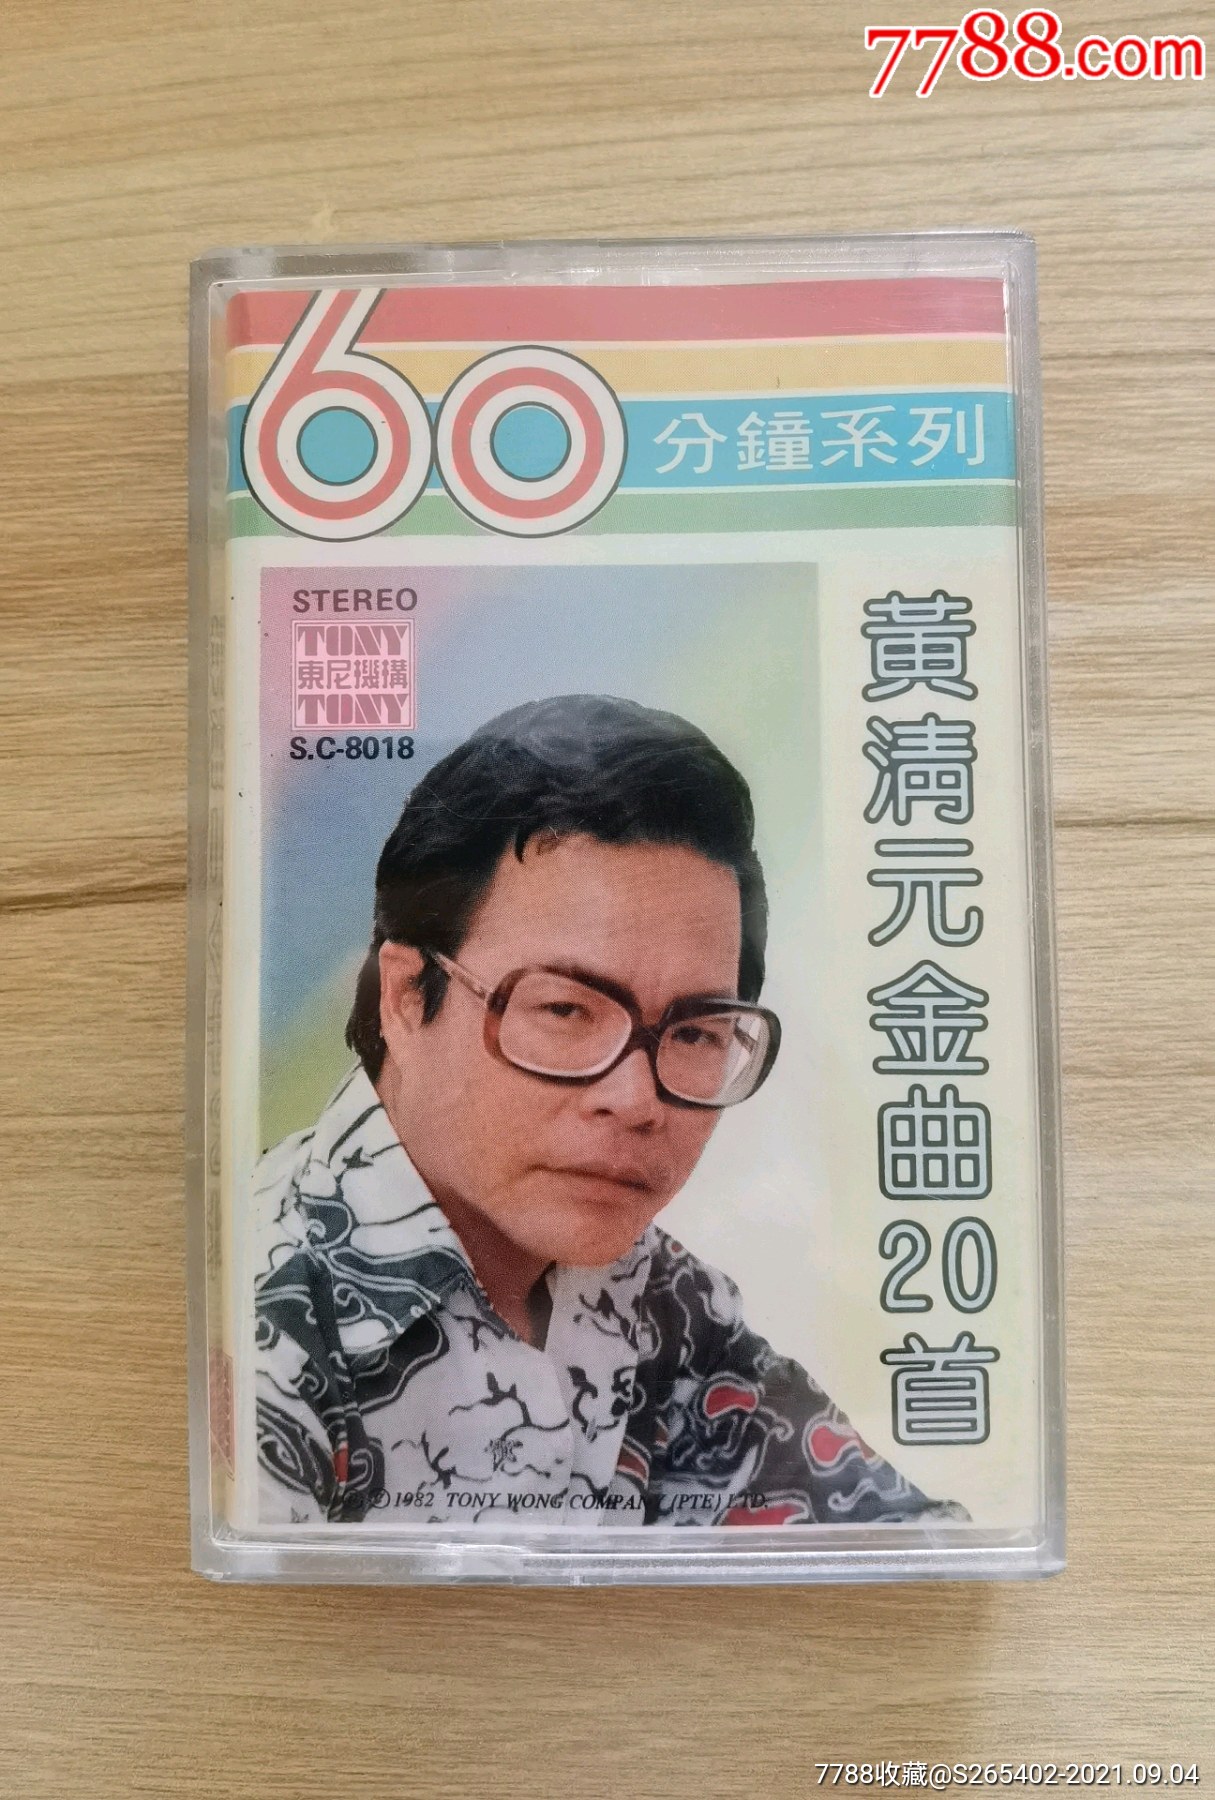 7788.com
60分鐘系列
STEREO
TONY
東尼機構
TONY
S.C-8018
黃清元金曲20首
Ⓟ Ⓒ 1982 TONY WONG COMPANY (PTE) LTD.
7788收藏@S265402-2021.09.04